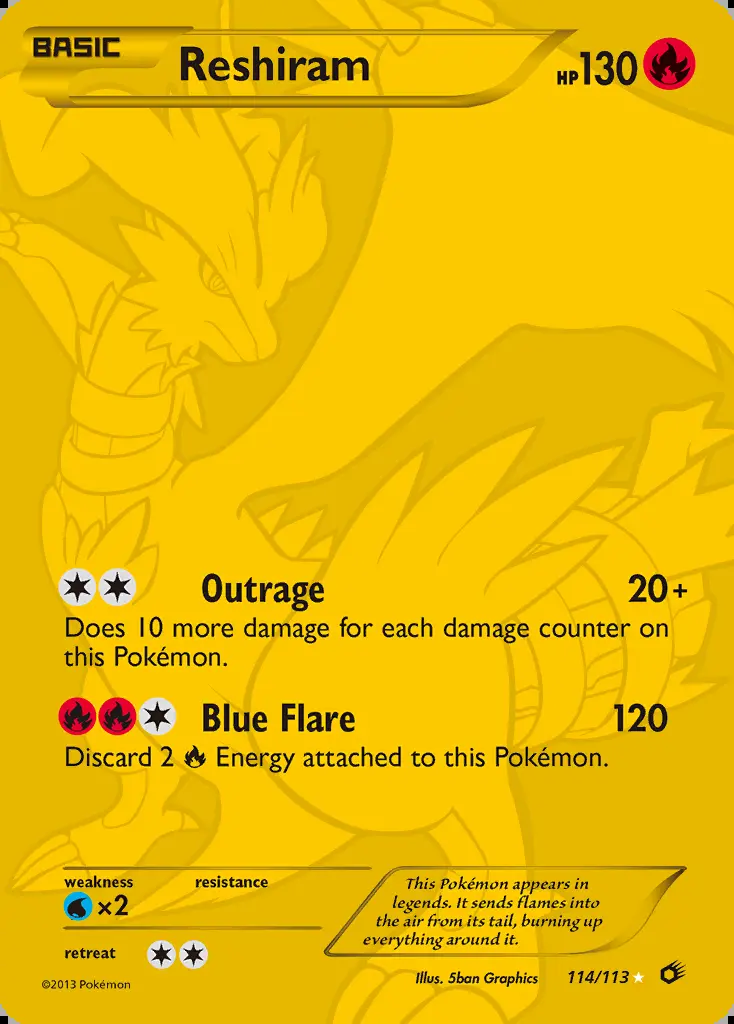 BASIC Reshiram HP130
Outrage 20+
Does 10 more damage for each damage counter on
this Pokémon.
Blue Flare 120
Discard 2 Energy attached to this Pokémon.
weakness resistance
×2
retreat
This Pokémon appears in
legends. It sends flames into
the air from its tail, burning up
everything around it.
©2013 Pokémon
Illus. 5ban Graphics 114/113